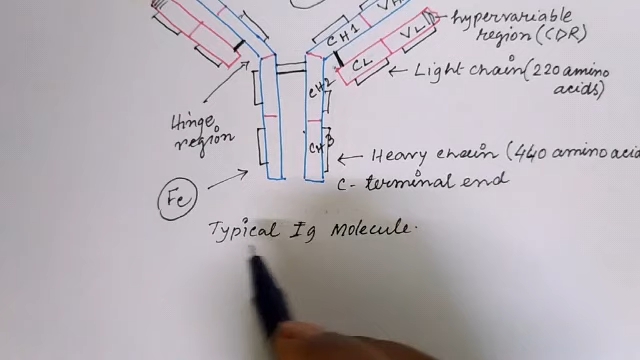 VH
CH1
hypervariable
region (CDR)
VL
CL
Light chain (220 amino
acids)
CH2
Hinge
region
CH3
Heavy chain (440 amino acid
C- terminal end
Fc
Typical Ig Molecule.